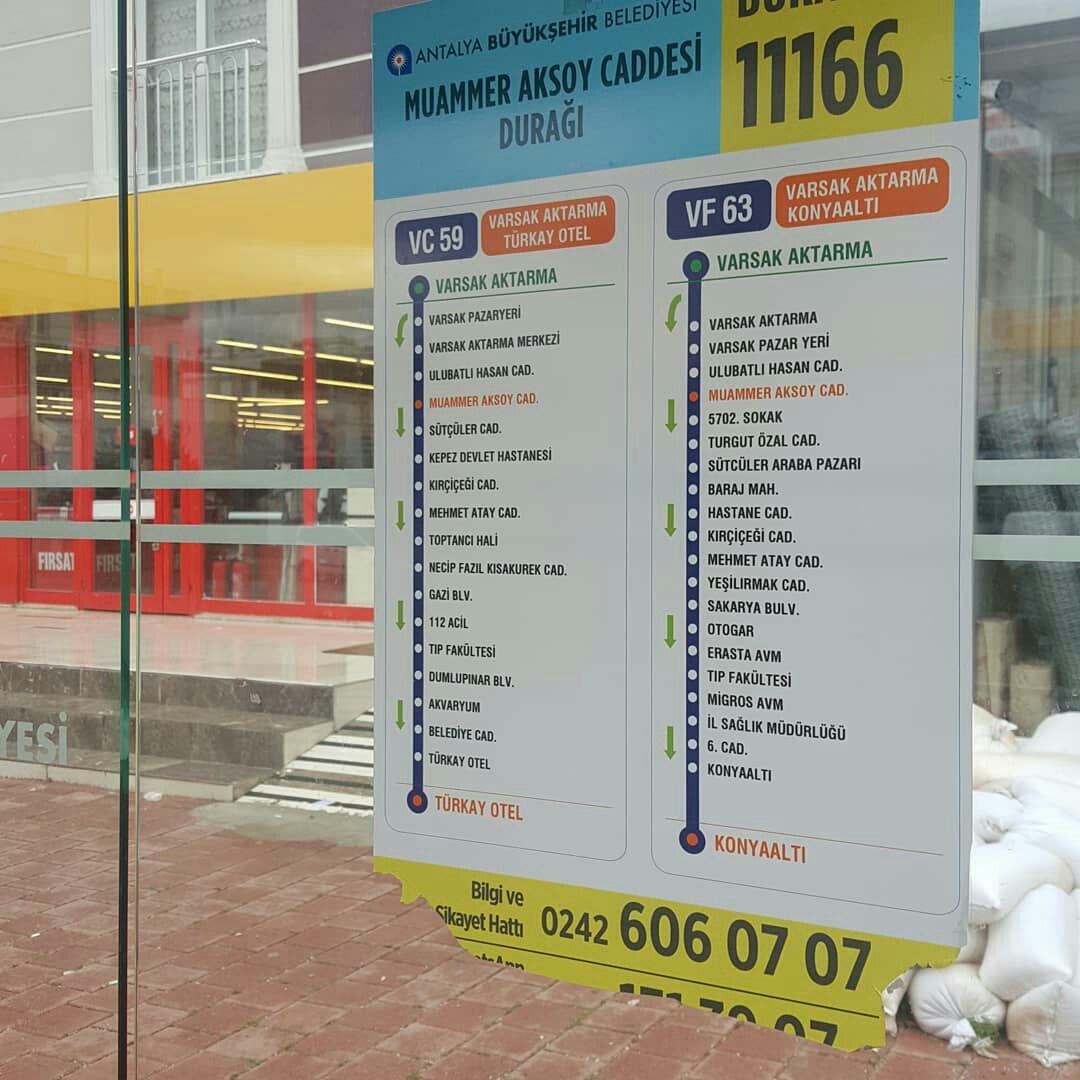 ANTALYA BÜYÜKŞEHİR BELEDİYESİ
MUAMMER AKSOY CADDESİ
DURAĞI
11166
VC 59
VARSAK AKTARMA
TÜRKAY OTEL
VARSAK AKTARMA
VARSAK PAZARYERİ
VARSAK AKTARMA MERKEZİ
ULUBATLI HASAN CAD.
MUAMMER AKSOY CAD.
SÜTÇÜLER CAD.
KEPEZ DEVLET HASTANESİ
KIRÇİÇEĞİ CAD.
MEHMET ATAY CAD.
TOPTANCI HALİ
NECİP FAZIL KISAKUREK CAD.
GAZİ BLV.
112 ACİL
TIP FAKÜLTESİ
DUMLUPINAR BLV.
AKVARYUM
BELEDİYE CAD.
TÜRKAY OTEL
TÜRKAY OTEL
VF 63
VARSAK AKTARMA
KONYAALTI
VARSAK AKTARMA
VARSAK AKTARMA
VARSAK PAZAR YERİ
ULUBATLI HASAN CAD.
MUAMMER AKSOY CAD.
5702. SOKAK
TURGUT ÖZAL CAD.
SÜTCÜLER ARABA PAZARI
BARAJ MAH.
HASTANE CAD.
KIRÇİÇEĞİ CAD.
MEHMET ATAY CAD.
YEŞİLIRMAK CAD.
SAKARYA BULV.
OTOGAR
ERASTA AVM
TIP FAKÜLTESİ
MİGROS AVM
İL SAĞLIK MÜDÜRLÜĞÜ
6. CAD.
KONYAALTI
KONYAALTI
Bilgi ve
Şikayet Hattı
0242 606 07 07
FIRSAT
FIRS
YESİ